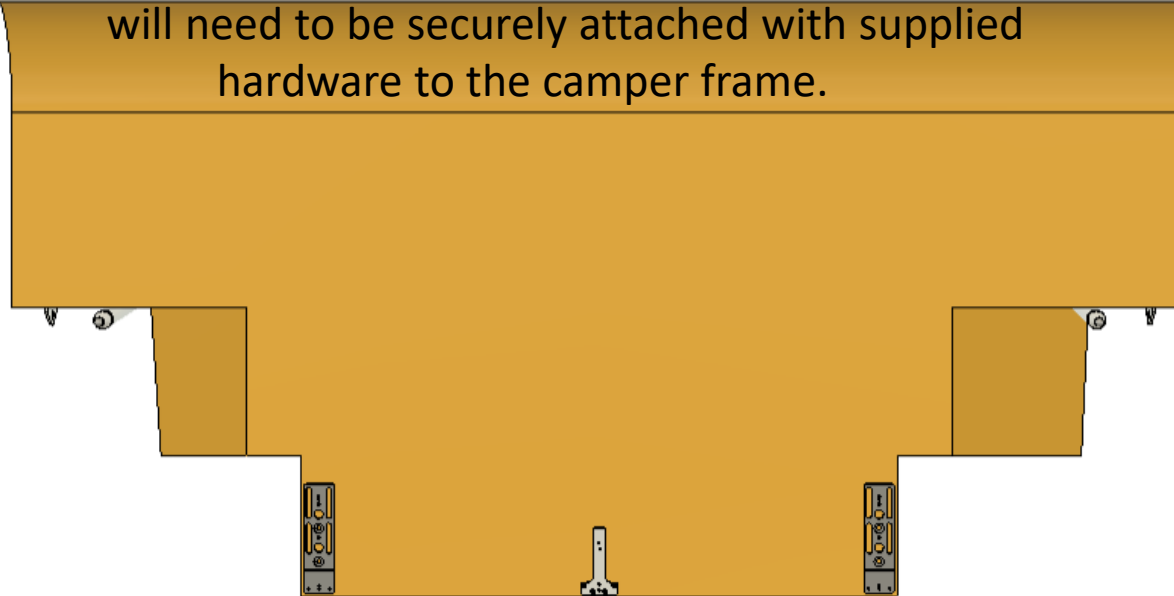 will need to be securely attached with supplied
hardware to the camper frame.